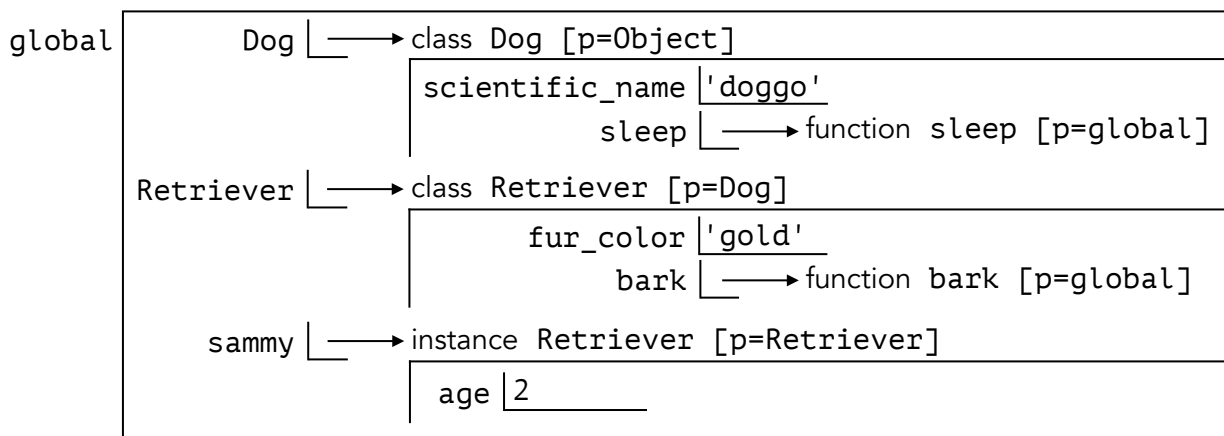 global Dog class Dog [p=Object]
scientific_name 'doggo'
sleep function sleep [p=global]
Retriever class Retriever [p=Dog]
fur_color 'gold'
bark function bark [p=global]
sammy instance Retriever [p=Retriever]
age 2